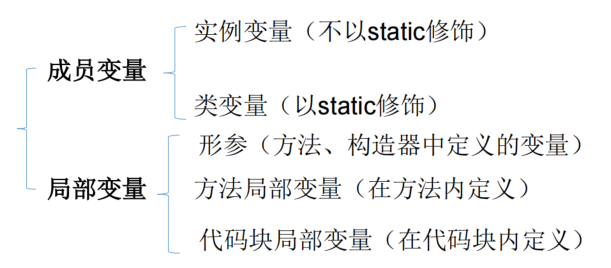 成员变量
实例变量（不以static修饰）
类变量（以static修饰）
局部变量
形参（方法、构造器中定义的变量）
方法局部变量（在方法内定义）
代码块局部变量（在代码块内定义）